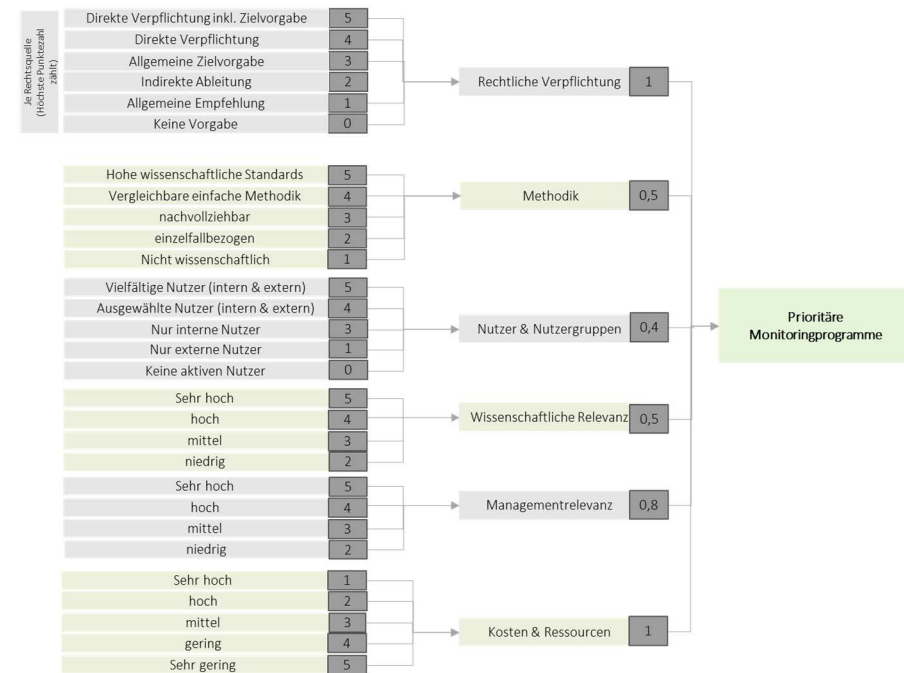 Je Rechtsquelle
(Höchste Punktezahl
zählt)
Direkte Verpflichtung inkl. Zielvorgabe 5
Direkte Verpflichtung 4
Allgemeine Zielvorgabe 3
Indirekte Ableitung 2
Allgemeine Empfehlung 1
Keine Vorgabe 0
Rechtliche Verpflichtung 1
Hohe wissenschaftliche Standards 5
Vergleichbare einfache Methodik 4
nachvollziehbar 3
einzelfallbezogen 2
Nicht wissenschaftlich 1
Methodik 0,5
Vielfältige Nutzer (intern & extern) 5
Ausgewählte Nutzer (intern & extern) 4
Nur interne Nutzer 3
Nur externe Nutzer 1
Keine aktiven Nutzer 0
Nutzer & Nutzergruppen 0,4
Sehr hoch 5
hoch 4
mittel 3
niedrig 2
Wissenschaftliche Relevanz 0,5
Sehr hoch 5
hoch 4
mittel 3
niedrig 2
Managementrelevanz 0,8
Sehr hoch 1
hoch 2
mittel 3
gering 4
Sehr gering 5
Kosten & Ressourcen 1
Prioritäre
Monitoringprogramme